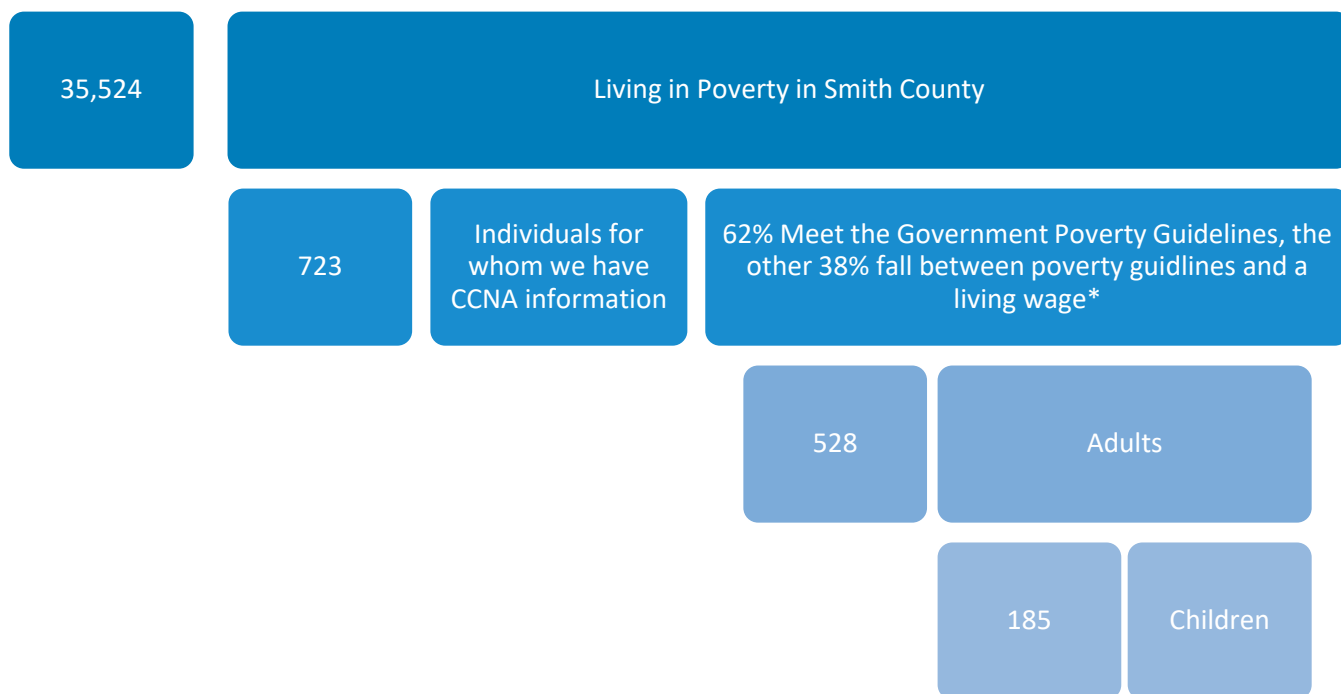 35,524
Living in Poverty in Smith County
723
Individuals for
whom we have
CCNA information
62% Meet the Government Poverty Guidelines, the
other 38% fall between poverty guidlines and a
living wage*
528
Adults
185
Children